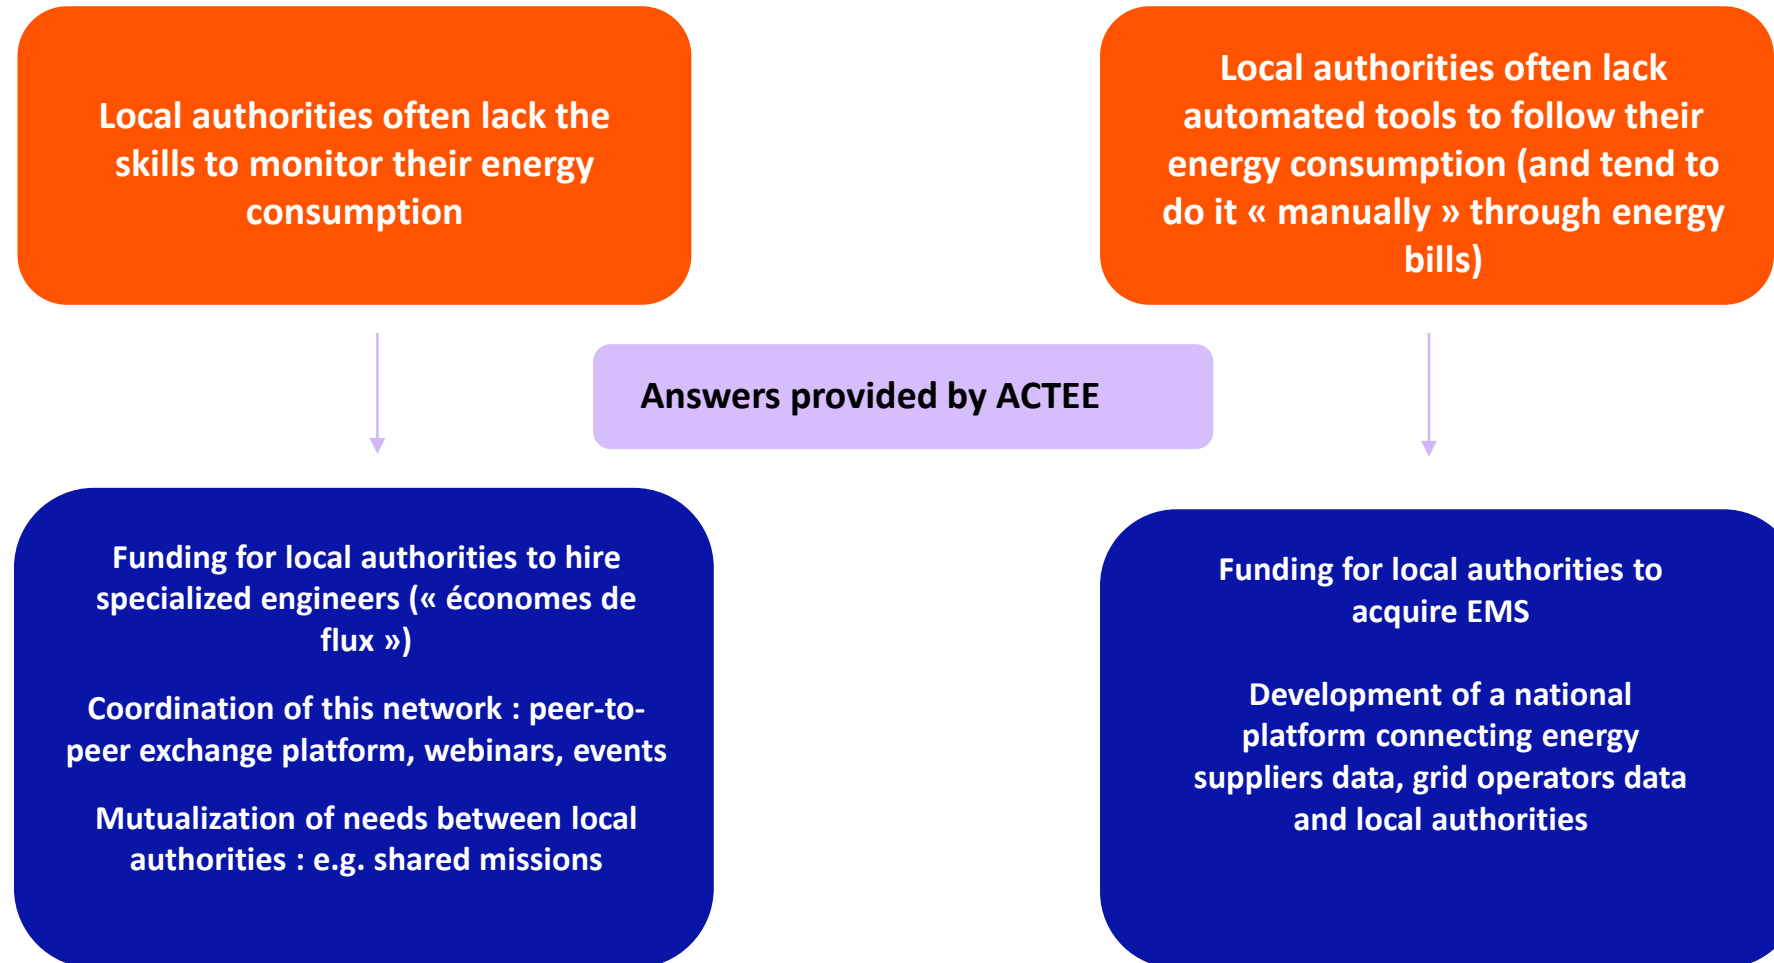 Local authorities often lack the
skills to monitor their energy
consumption
Local authorities often lack
automated tools to follow their
energy consumption (and tend to
do it « manually » through energy
bills)
Answers provided by ACTEE
Funding for local authorities to hire
specialized engineers (« économes de
flux »)
Coordination of this network : peer-to-
peer exchange platform, webinars, events
Mutualization of needs between local
authorities : e.g. shared missions
Funding for local authorities to
acquire EMS
Development of a national
platform connecting energy
suppliers data, grid operators data
and local authorities